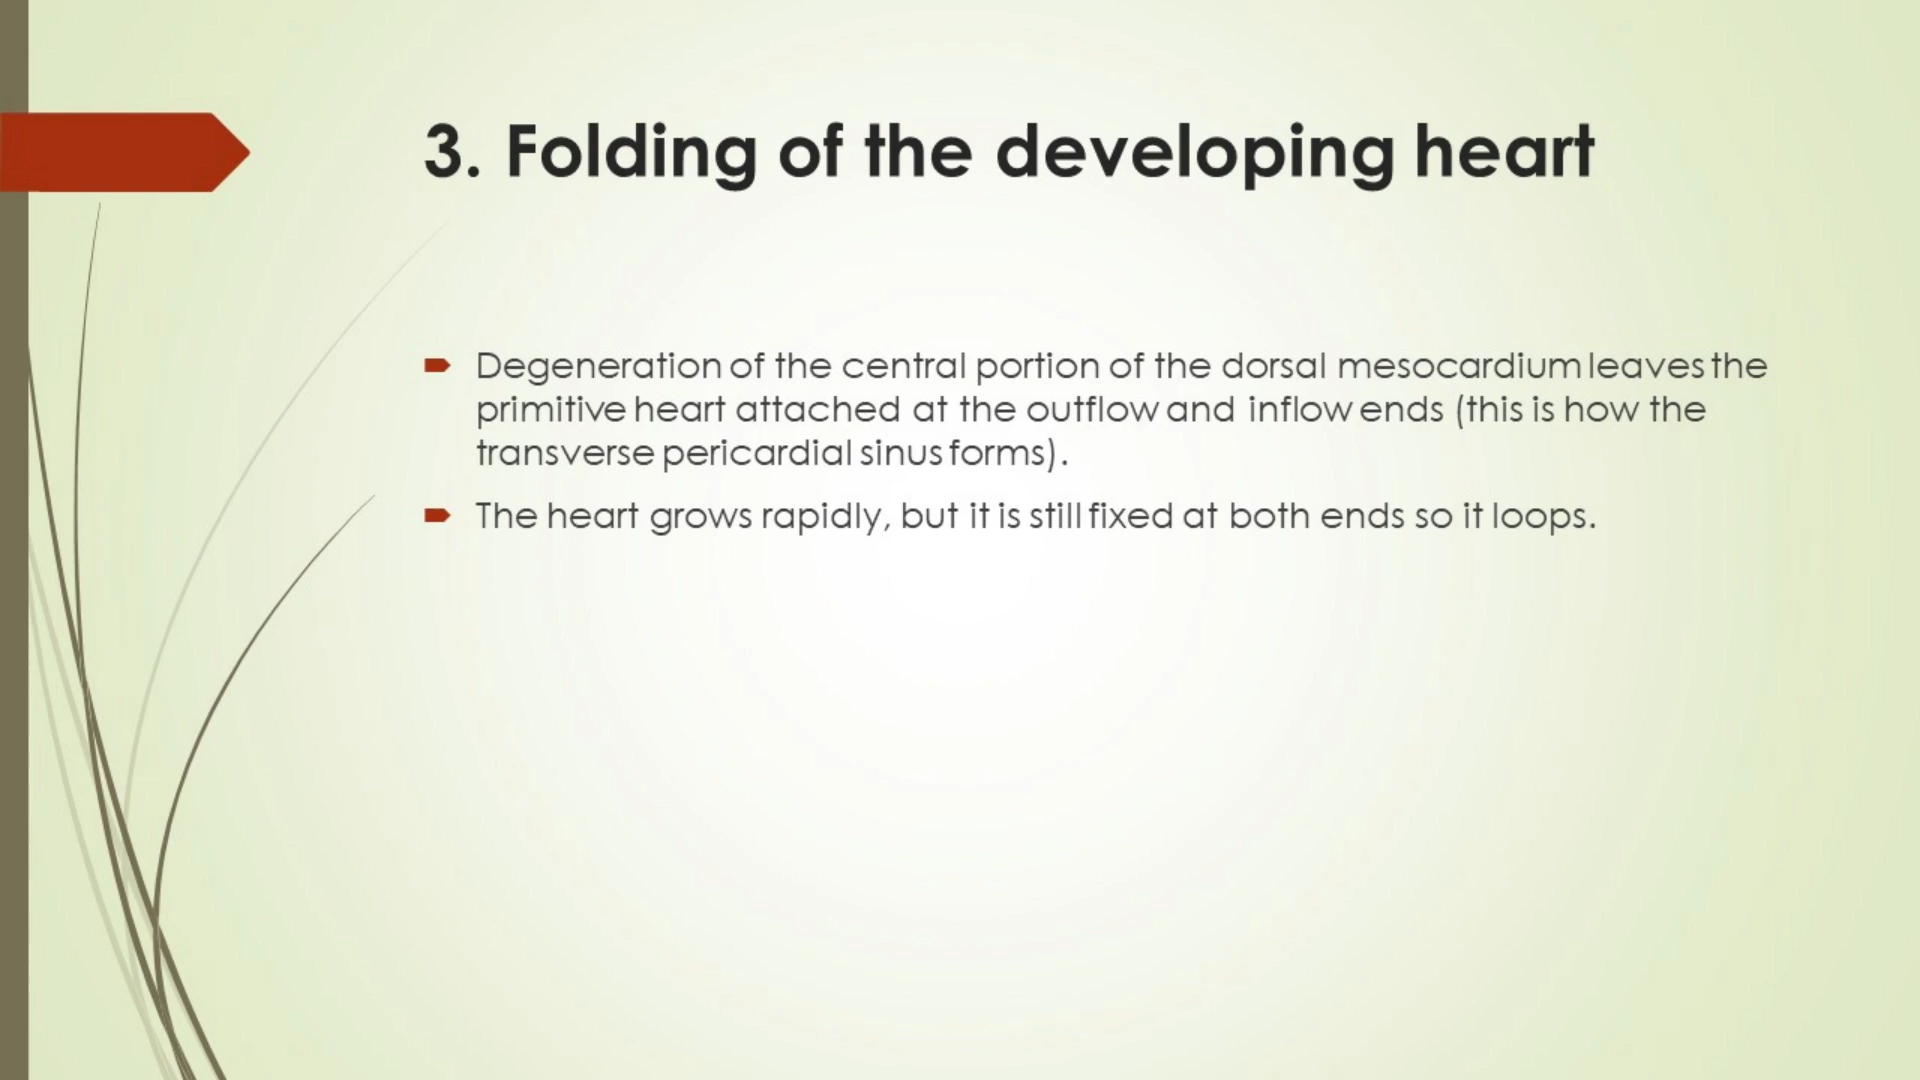 3. Folding of the developing heart
Degeneration of the central portion of the dorsal mesocardium leaves the
primitive heart attached at the outflow and inflow ends (this is how the
transverse pericardial sinus forms).
The heart grows rapidly, but it is still fixed at both ends so it loops.